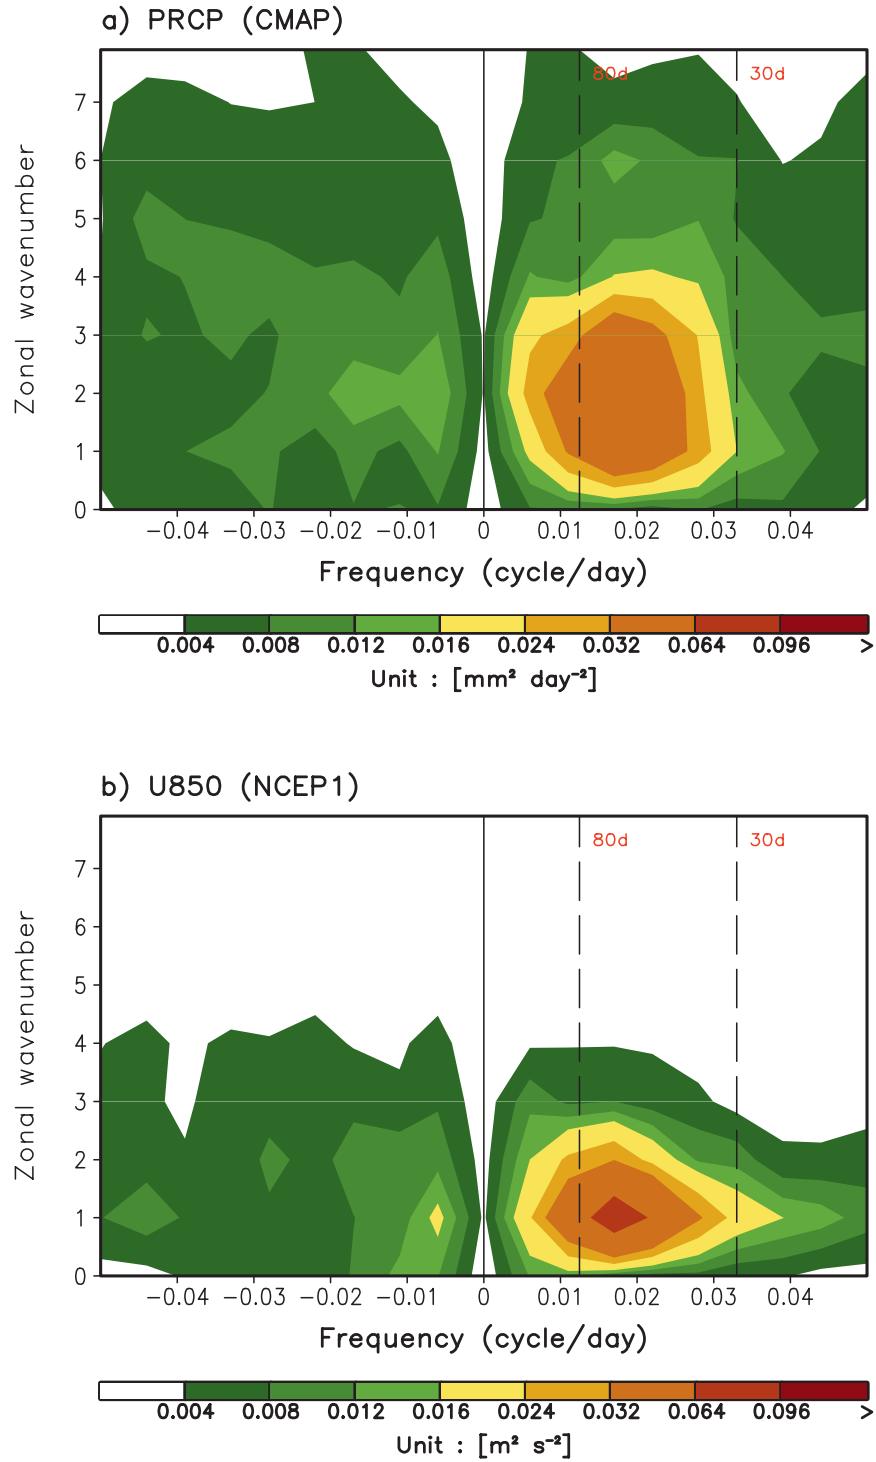 a) PRCP (CMAP)
80d 30d
7
6
5
4
3
2
1
0
Zonal wavenumber
−0.04 −0.03 −0.02 −0.01 0 0.01 0.02 0.03 0.04
Frequency (cycle/day)
0.004 0.008 0.012 0.016 0.024 0.032 0.064 0.096 >
Unit : [mm² day⁻²]
b) U850 (NCEP1)
80d 30d
7
6
5
4
3
2
1
0
Zonal wavenumber
−0.04 −0.03 −0.02 −0.01 0 0.01 0.02 0.03 0.04
Frequency (cycle/day)
0.004 0.008 0.012 0.016 0.024 0.032 0.064 0.096 >
Unit : [m² s⁻²]